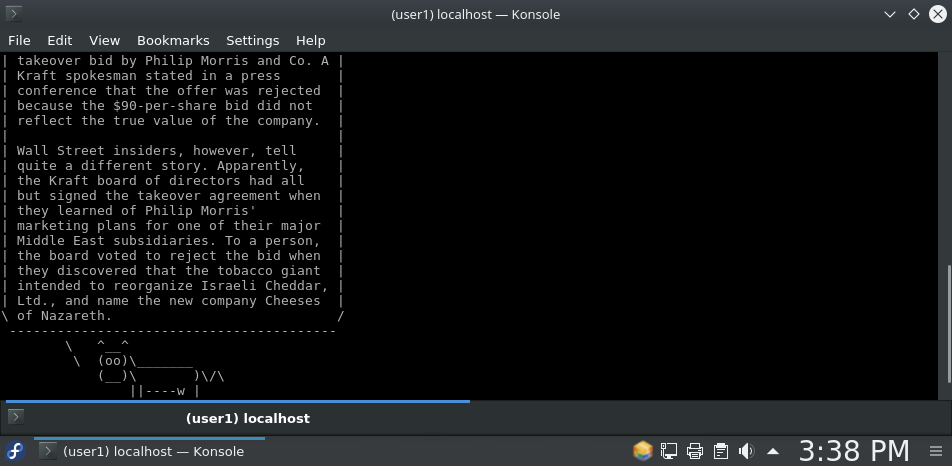 (user1) localhost — Konsole
File Edit View Bookmarks Settings Help
| takeover bid by Philip Morris and Co. A |
| Kraft spokesman stated in a press       |
| conference that the offer was rejected  |
| because the $90-per-share bid did not   |
| reflect the true value of the company.  |
|                                         |
| Wall Street insiders, however, tell     |
| quite a different story. Apparently,    |
| the Kraft board of directors had all    |
| but signed the takeover agreement when  |
| they learned of Philip Morris'          |
| marketing plans for one of their major  |
| Middle East subsidiaries. To a person,  |
| the board voted to reject the bid when  |
| they discovered that the tobacco giant  |
| intended to reorganize Israeli Cheddar, |
| Ltd., and name the new company Cheeses  |
\ of Nazareth.                            /
 -----------------------------------------
        \   ^__^
         \  (oo)\_______
            (__)\       )\/\
                ||----w |
(user1) localhost
(user1) localhost — Konsole
3:38 PM